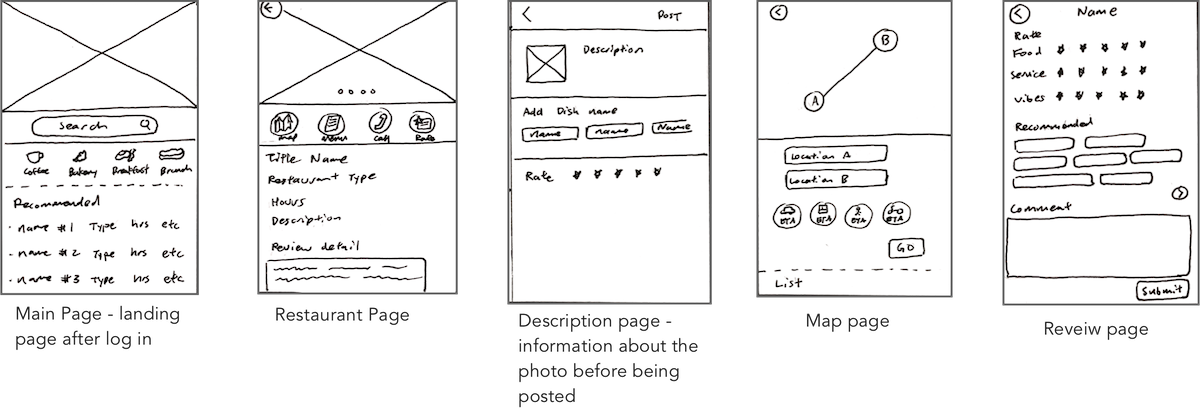 Search
Coffee Bakery Breakfast Brunch
Recommended
· name #1 Type hrs etc
· name #2 Type hrs etc
· name #3 Type hrs etc
Main Page - landing
page after log in
map Menu Call Rate
Title Name
Restaurant Type
Hours
Description
Review detail
Restaurant Page
POST
Description
Add Dish name
name name Name
Rate
Description page -
information about the
photo before being
posted
B
A
Location A
Location B
ETA ETA ETA ETA
GO
List
Map page
Name
Rate
Food
Service
Vibes
Recommended
Comment
Submit
Reveiw page